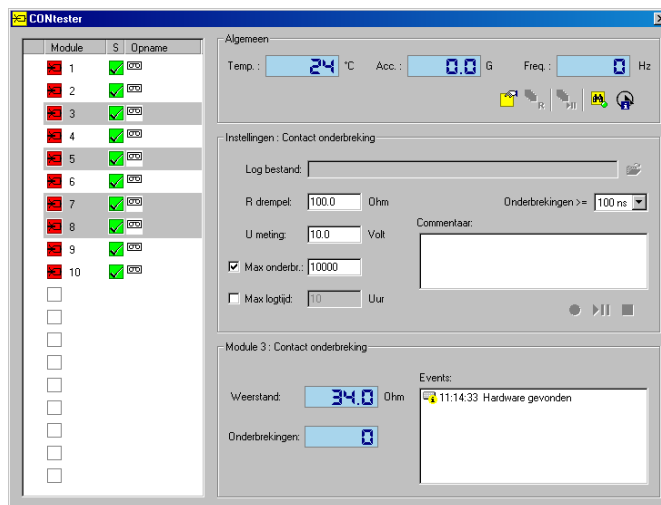 CONtester
Module S Opname
1
2
3
4
5
6
7
8
9
10
Algemeen
Temp. : 24 °C Acc. : 0.0 G Freq. : 0 Hz
R
Instellingen : Contact onderbreking
Log bestand:
R drempel: 100.0 Ohm Onderbrekingen >= 100 ns
U meting: 10.0 Volt Commentaar:
Max onderbr.: 10000
Max logtijd: 10 Uur
Module 3 : Contact onderbreking
Events:
Weerstand: 34.0 Ohm 11:14:33 Hardware gevonden
Onderbrekingen: 0